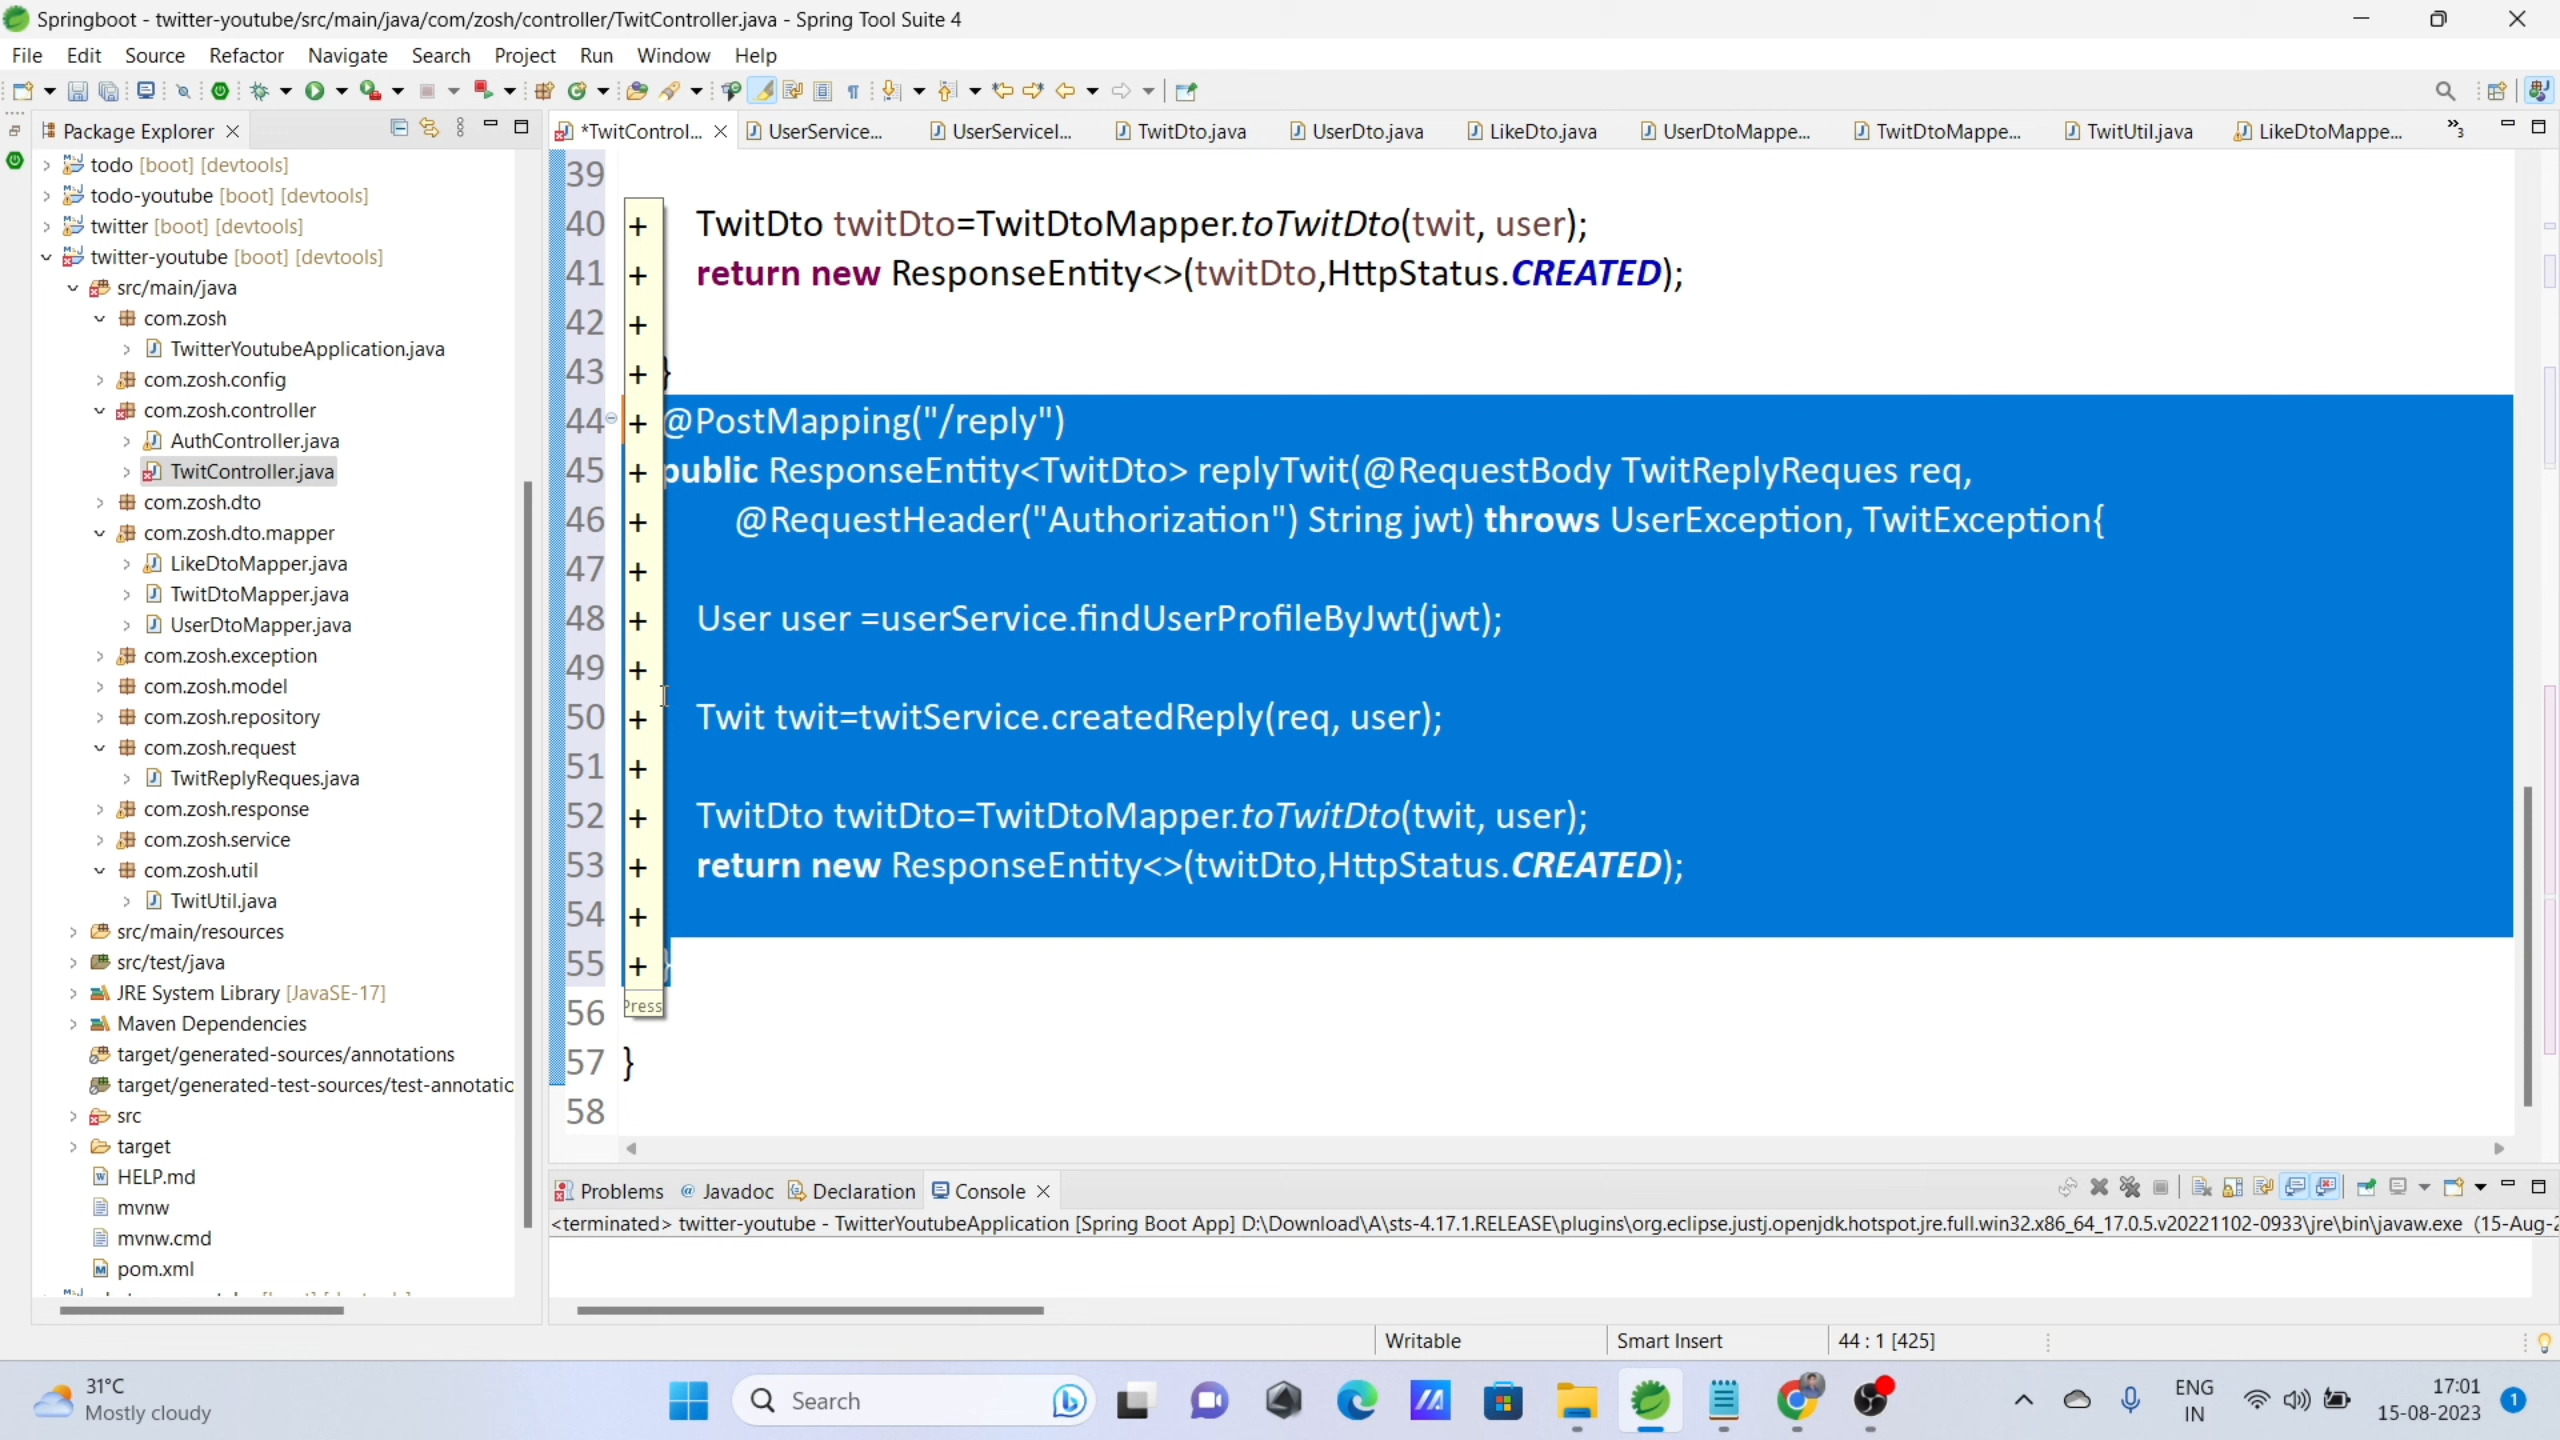 Springboot - twitter-youtube/src/main/java/com/zosh/controller/TwitController.java - Spring Tool Suite 4
File Edit Source Refactor Navigate Search Project Run Window Help
Package Explorer
todo [boot] [devtools]
todo-youtube [boot] [devtools]
twitter [boot] [devtools]
twitter-youtube [boot] [devtools]
src/main/java
com.zosh
TwitterYoutubeApplication.java
com.zosh.config
com.zosh.controller
AuthController.java
TwitController.java
com.zosh.dto
com.zosh.dto.mapper
LikeDtoMapper.java
TwitDtoMapper.java
UserDtoMapper.java
com.zosh.exception
com.zosh.model
com.zosh.repository
com.zosh.request
TwitReplyReques.java
com.zosh.response
com.zosh.service
com.zosh.util
TwitUtil.java
src/main/resources
src/test/java
JRE System Library [JavaSE-17]
Maven Dependencies
target/generated-sources/annotations
target/generated-test-sources/test-annotatio
src
target
HELP.md
mvnw
mvnw.cmd
pom.xml
*TwitControl... UserService... UserServiceI... TwitDto.java UserDto.java LikeDto.java UserDtoMappe... TwitDtoMappe... TwitUtil.java LikeDtoMappe... »3
39
40 + TwitDto twitDto=TwitDtoMapper.toTwitDto(twit, user);
41 + return new ResponseEntity<>(twitDto,HttpStatus.CREATED);
42 +
43 + }
44 + @PostMapping("/reply")
45 + public ResponseEntity<TwitDto> replyTwit(@RequestBody TwitReplyReques req,
46 + @RequestHeader("Authorization") String jwt) throws UserException, TwitException{
47 +
48 + User user =userService.findUserProfileByJwt(jwt);
49 +
50 + Twit twit=twitService.createdReply(req, user);
51 +
52 + TwitDto twitDto=TwitDtoMapper.toTwitDto(twit, user);
53 + return new ResponseEntity<>(twitDto,HttpStatus.CREATED);
54 +
55 + }
Press
56
57 }
58
Problems @ Javadoc Declaration Console
<terminated> twitter-youtube - TwitterYoutubeApplication [Spring Boot App] D:\Download\A\sts-4.17.1.RELEASE\plugins\org.eclipse.justj.openjdk.hotspot.jre.full.win32.x86_64_17.0.5.v20221102-0933\jre\bin\javaw.exe (15-Aug-2
Writable Smart Insert 44 : 1 [425]
31°C
Mostly cloudy
Search
ENG
IN
17:01
15-08-2023
1